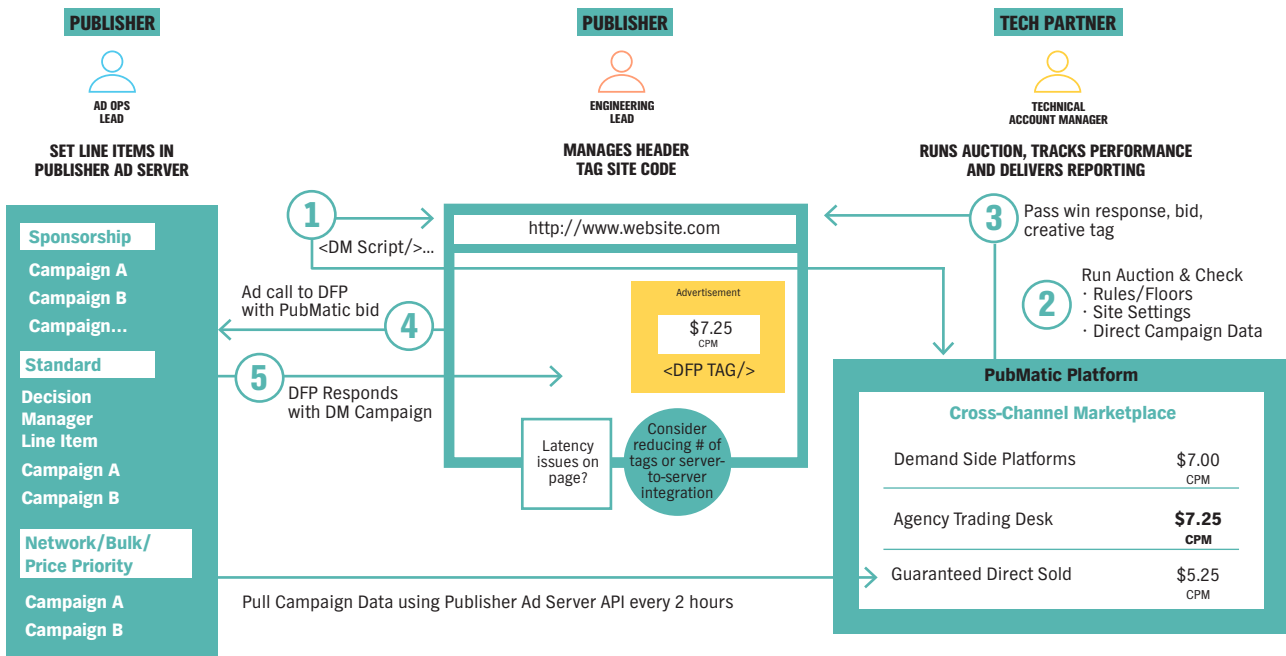 PUBLISHER
AD OPS
LEAD
SET LINE ITEMS IN
PUBLISHER AD SERVER
PUBLISHER
ENGINEERING
LEAD
MANAGES HEADER
TAG SITE CODE
TECH PARTNER
TECHNICAL
ACCOUNT MANAGER
RUNS AUCTION, TRACKS PERFORMANCE
AND DELIVERS REPORTING
Sponsorship
Campaign A
Campaign B
Campaign...
Standard
Decision
Manager
Line Item
Campaign A
Campaign B
Network/Bulk/
Price Priority
Campaign A
Campaign B
1
<DM Script/>...
Ad call to DFP
with PubMatic bid
4
5
DFP Responds
with DM Campaign
http://www.website.com
Advertisement
$7.25
CPM
<DFP TAG/>
Latency
issues on
page?
Consider
reducing # of
tags or server-
to-server
integration
3
Pass win response, bid,
creative tag
2
Run Auction & Check
· Rules/Floors
· Site Settings
· Direct Campaign Data
PubMatic Platform
Cross-Channel Marketplace
Demand Side Platforms
$7.00
CPM
Agency Trading Desk
$7.25
CPM
Guaranteed Direct Sold
$5.25
CPM
Pull Campaign Data using Publisher Ad Server API every 2 hours